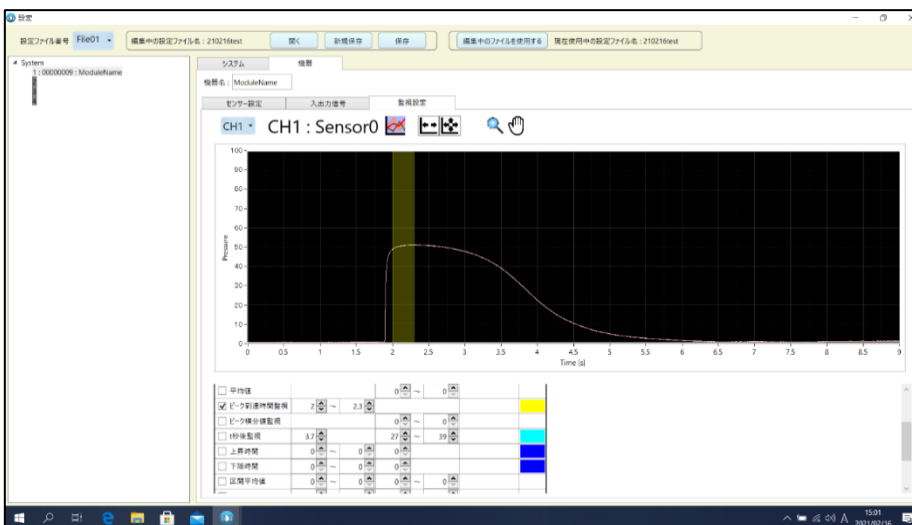 設定
設定ファイル番号 File01 編集中の設定ファイル名 : 210216test 開く 新規保存 保存 編集中のファイルを使用する 現在使用中の設定ファイル名 : 210216test
System
1 : 00000009 : ModuleName
システム 機器
機器名 : ModuleName
センサー設定 入出力信号 監視設定
CH1 CH1 : Sensor0
100
90
80
70
60
50
40
30
20
10
0
Pressure
0 0.5 1 1.5 2 2.5 3 3.5 4 4.5 5 5.5 6 6.5 7 7.5 8 8.5 9
Time [s]
平均値 0 ~ 0
ピーク到達時間監視 2 ~ 2.3
ピーク積分値監視 0 ~ 0
t秒後監視 3.7 27 ~ 39
上昇時間 0 ~ 0 0
下降時間 0 ~ 0 0
区間平均値 0 ~ 0 0 ~ 0
A 15:01
2021/02/16